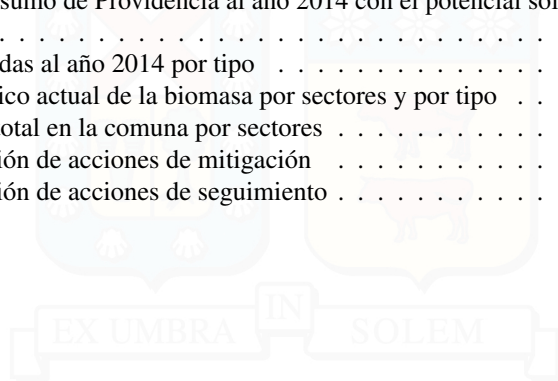 sumo de Providencia al año 2014 con el potencial sol
. . . . . . . . . . . . . . . . . . . . . . . . . . . .
das al año 2014 por tipo . . . . . . . . . . . . . .
ico actual de la biomasa por sectores y por tipo . .
total en la comuna por sectores . . . . . . . . . . .
ión de acciones de mitigación . . . . . . . . . . . .
ión de acciones de seguimiento . . . . . . . . . . .
EX UMBRA IN SOLEM